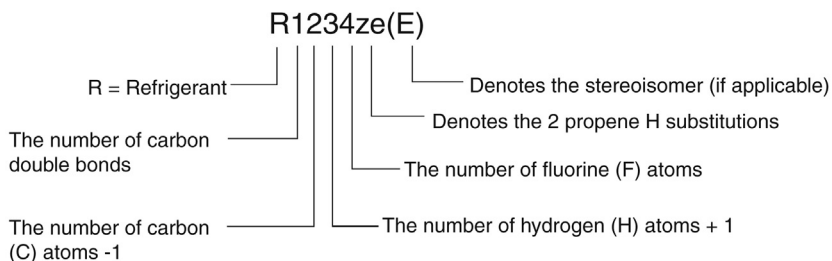 R1234ze(E)
R = Refrigerant
Denotes the stereoisomer (if applicable)
Denotes the 2 propene H substitutions
The number of carbon
double bonds
The number of fluorine (F) atoms
The number of carbon
(C) atoms -1
The number of hydrogen (H) atoms + 1